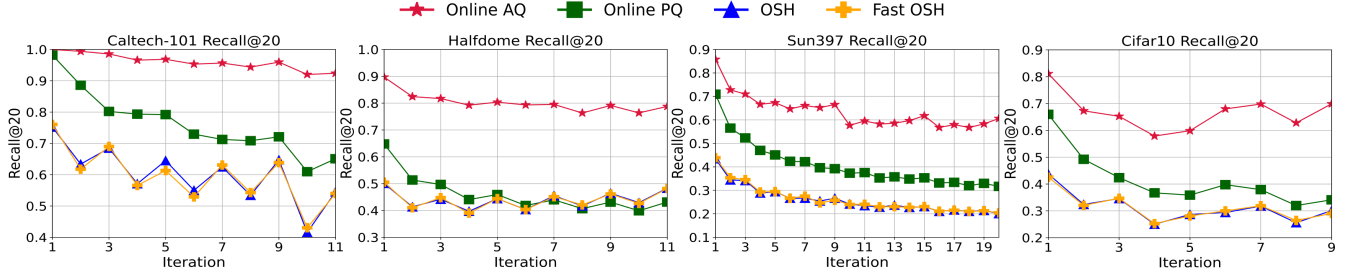 Online AQ Online PQ OSH Fast OSH
Caltech-101 Recall@20
Recall@20
1.0
0.9
0.8
0.7
0.6
0.5
0.4
1 3 5 7 9 11
Iteration
Halfdome Recall@20
Recall@20
1.0
0.9
0.8
0.7
0.6
0.5
0.4
0.3
1 3 5 7 9 11
Iteration
Sun397 Recall@20
Recall@20
0.9
0.8
0.7
0.6
0.5
0.4
0.3
0.2
0.1
1 3 5 7 9 11 13 15 17 19
Iteration
Cifar10 Recall@20
Recall@20
0.9
0.8
0.7
0.6
0.5
0.4
0.3
0.2
1 3 5 7 9
Iteration